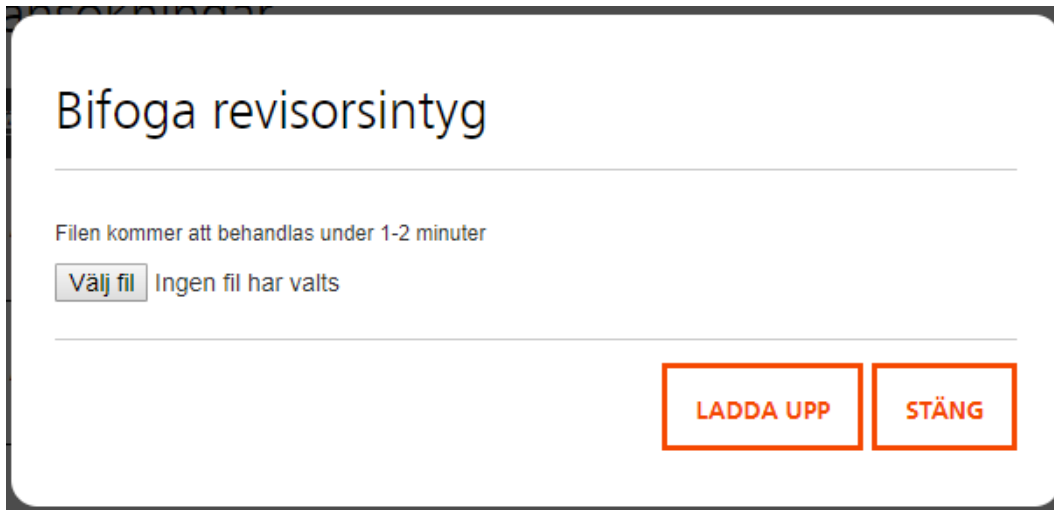 ansökningar
Bifoga revisorsintyg
Filen kommer att behandlas under 1-2 minuter
Välj fil Ingen fil har valts
LADDA UPP STÄNG